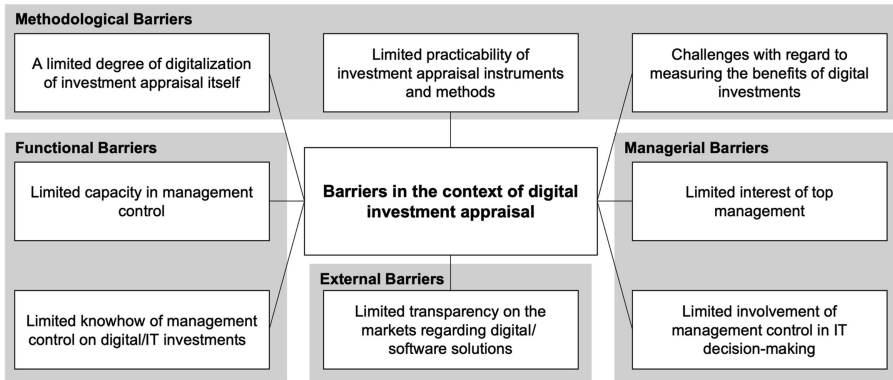 Methodological Barriers
A limited degree of digitalization
of investment appraisal itself
Limited practicability of
investment appraisal instruments
and methods
Challenges with regard to
measuring the benefits of digital
investments
Functional Barriers
Limited capacity in management
control
Limited knowhow of management
control on digital/IT investments
Barriers in the context of digital
investment appraisal
External Barriers
Limited transparency on the
markets regarding digital/
software solutions
Managerial Barriers
Limited interest of top
management
Limited involvement of
management control in IT
decision-making